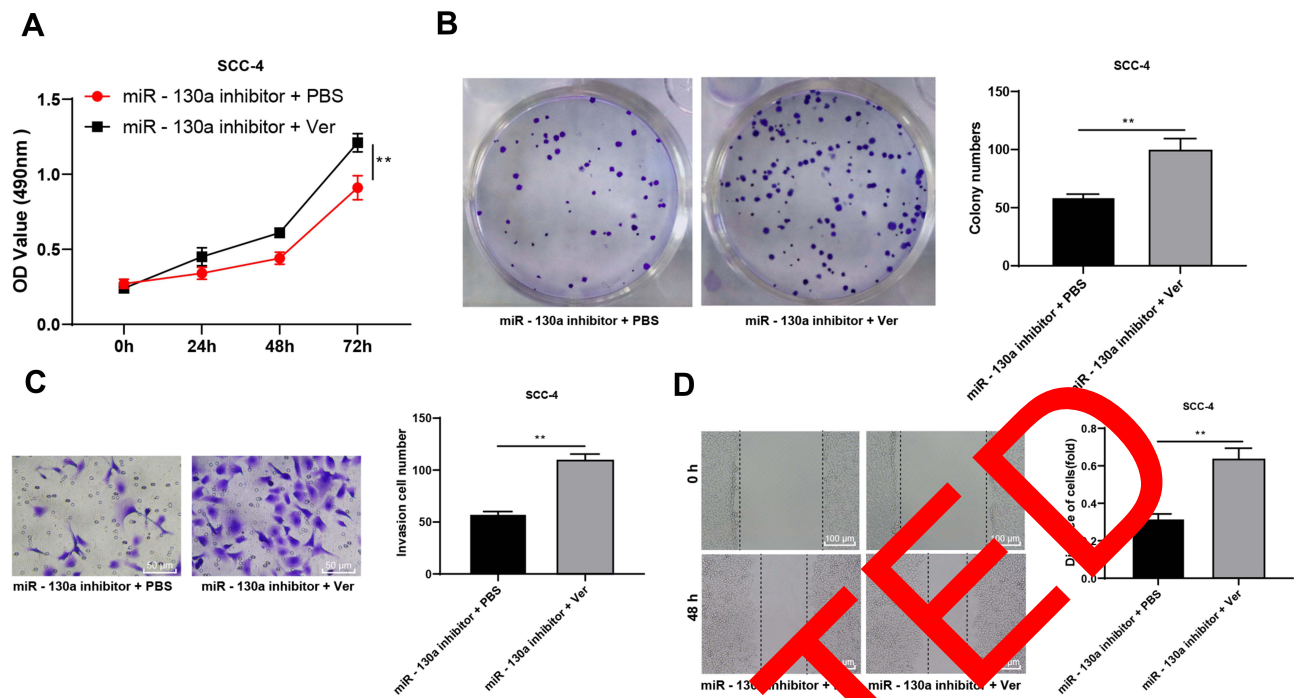 A
SCC-4
miR - 130a inhibitor + PBS
miR - 130a inhibitor + Ver
OD Value (490nm)
1.5
1.0
0.5
0.0
**
0h
24h
48h
72h
B
miR - 130a inhibitor + PBS
miR - 130a inhibitor + Ver
SCC-4
Colony numbers
150
100
50
0
**
miR - 130a inhibitor + PBS
miR - 130a inhibitor + Ver
C
50 μm
50 μm
miR - 130a inhibitor + PBS
miR - 130a inhibitor + Ver
SCC-4
Invasion cell number
150
100
50
0
**
miR - 130a inhibitor + PBS
miR - 130a inhibitor + Ver
D
0 h
48 h
100 μm
100 μm
μm
μm
miR - 130a inhibitor + Ver
SCC-4
of cells(fold)
0.8
0.6
0.4
0.2
0.0
**
miR - 130a inhibitor + PBS
miR - 130a inhibitor + Ver
TED